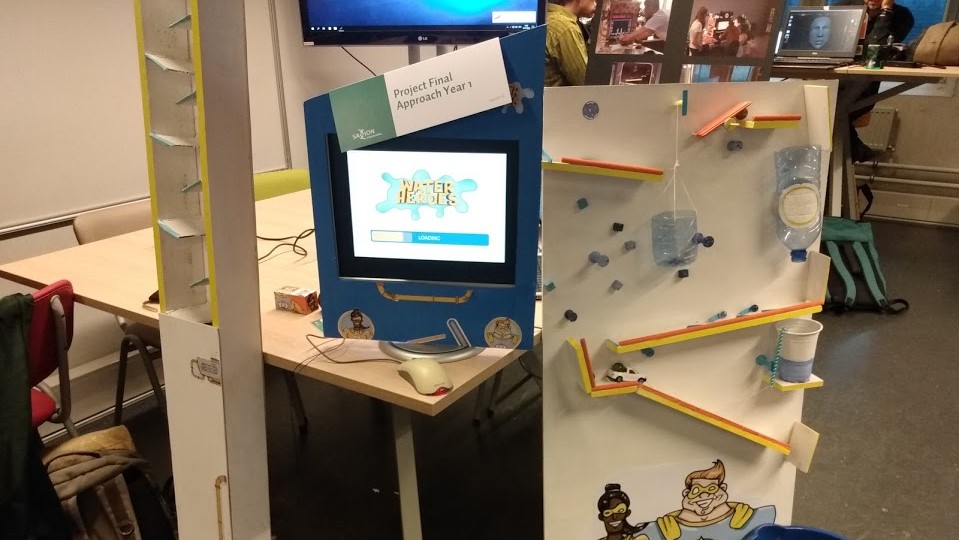 LG
Project Final
Approach Year 1
SAXION
WATER
HEROES
LOADING